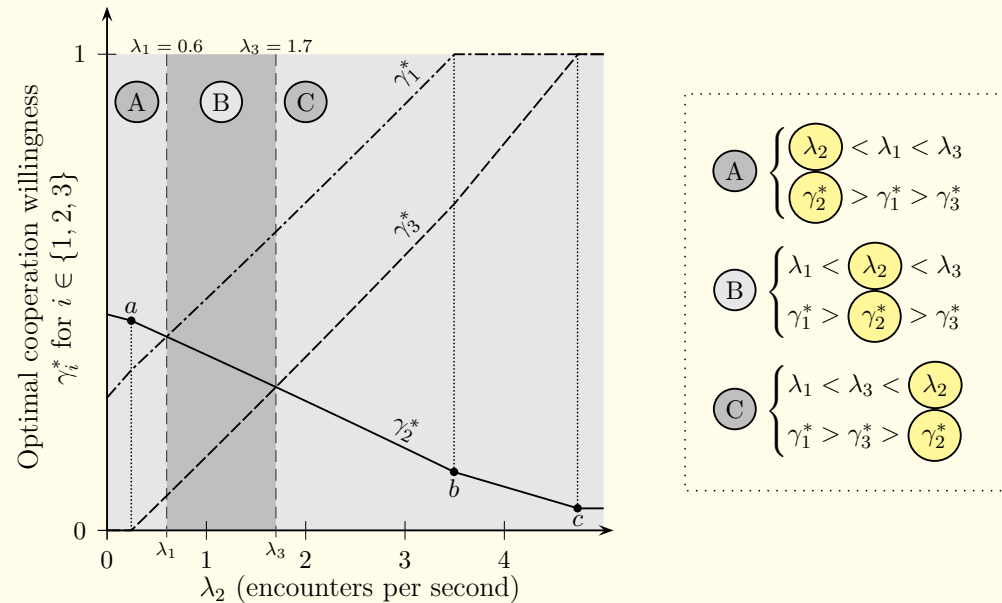 λ₁ = 0.6
λ₃ = 1.7
1
A
B
C
γ₁*
γ₃*
a
γ₂*
b
c
0
0
λ₁
1
λ₃
2
3
4
λ₂ (encounters per second)
Optimal cooperation willingness
γᵢ* for i ∈ {1, 2, 3}
A
λ₂ < λ₁ < λ₃
γ₂* > γ₁* > γ₃*
B
λ₁ < λ₂ < λ₃
γ₁* > γ₂* > γ₃*
C
λ₁ < λ₃ < λ₂
γ₁* > γ₃* > γ₂*